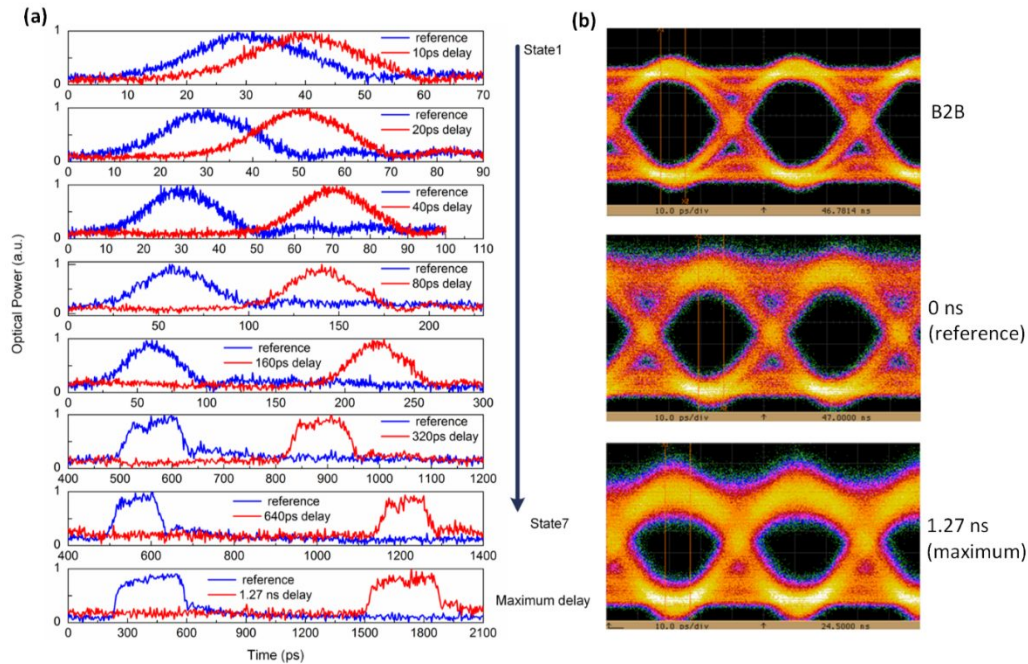 (a)
Optical Power (a.u.)
1
0
reference
10ps delay
0 10 20 30 40 50 60 70
1
0
reference
20ps delay
0 10 20 30 40 50 60 70 80 90
1
0
reference
40ps delay
0 10 20 30 40 50 60 70 80 90 100 110
1
0
reference
80ps delay
0 50 100 150 200
1
0
reference
160ps delay
0 50 100 150 200 250 300
1
0
reference
320ps delay
400 500 600 700 800 900 1000 1100 1200
1
0
reference
640ps delay
400 600 800 1000 1200 1400
1
0
reference
1.27 ns delay
0 300 600 900 1200 1500 1800 2100
Time (ps)
State1
State7
Maximum delay
(b)
B2B
10.0 ps/div 46.7814 ns
0 ns
(reference)
10.0 ps/div 47.0000 ns
1.27 ns
(maximum)
10.0 ps/div 24.5000 ns